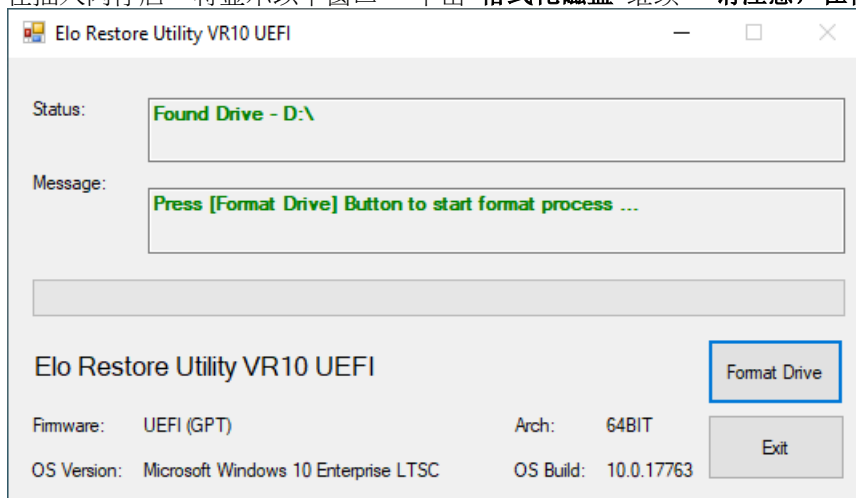 Elo Restore Utility VR10 UEFI
Status:
Found Drive - D:\
Message:
Press [Format Drive] Button to start format process ...
Elo Restore Utility VR10 UEFI
Format Drive
Firmware: UEFI (GPT) Arch: 64BIT
Exit
OS Version: Microsoft Windows 10 Enterprise LTSC OS Build: 10.0.17763